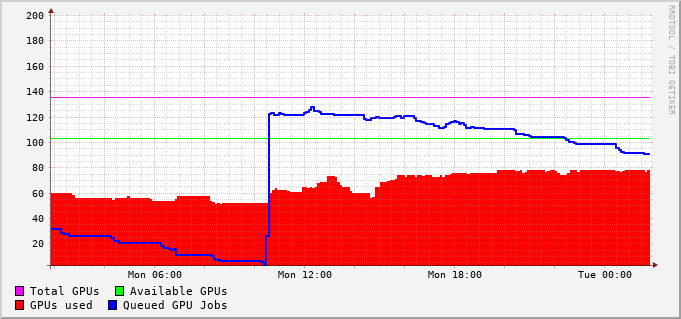 200
180
160
140
120
100
80
60
40
20
Mon 06:00 Mon 12:00 Mon 18:00 Tue 00:00
Total GPUs Available GPUs
GPUs used Queued GPU Jobs
RRDTOOL / TOBI OETIKER